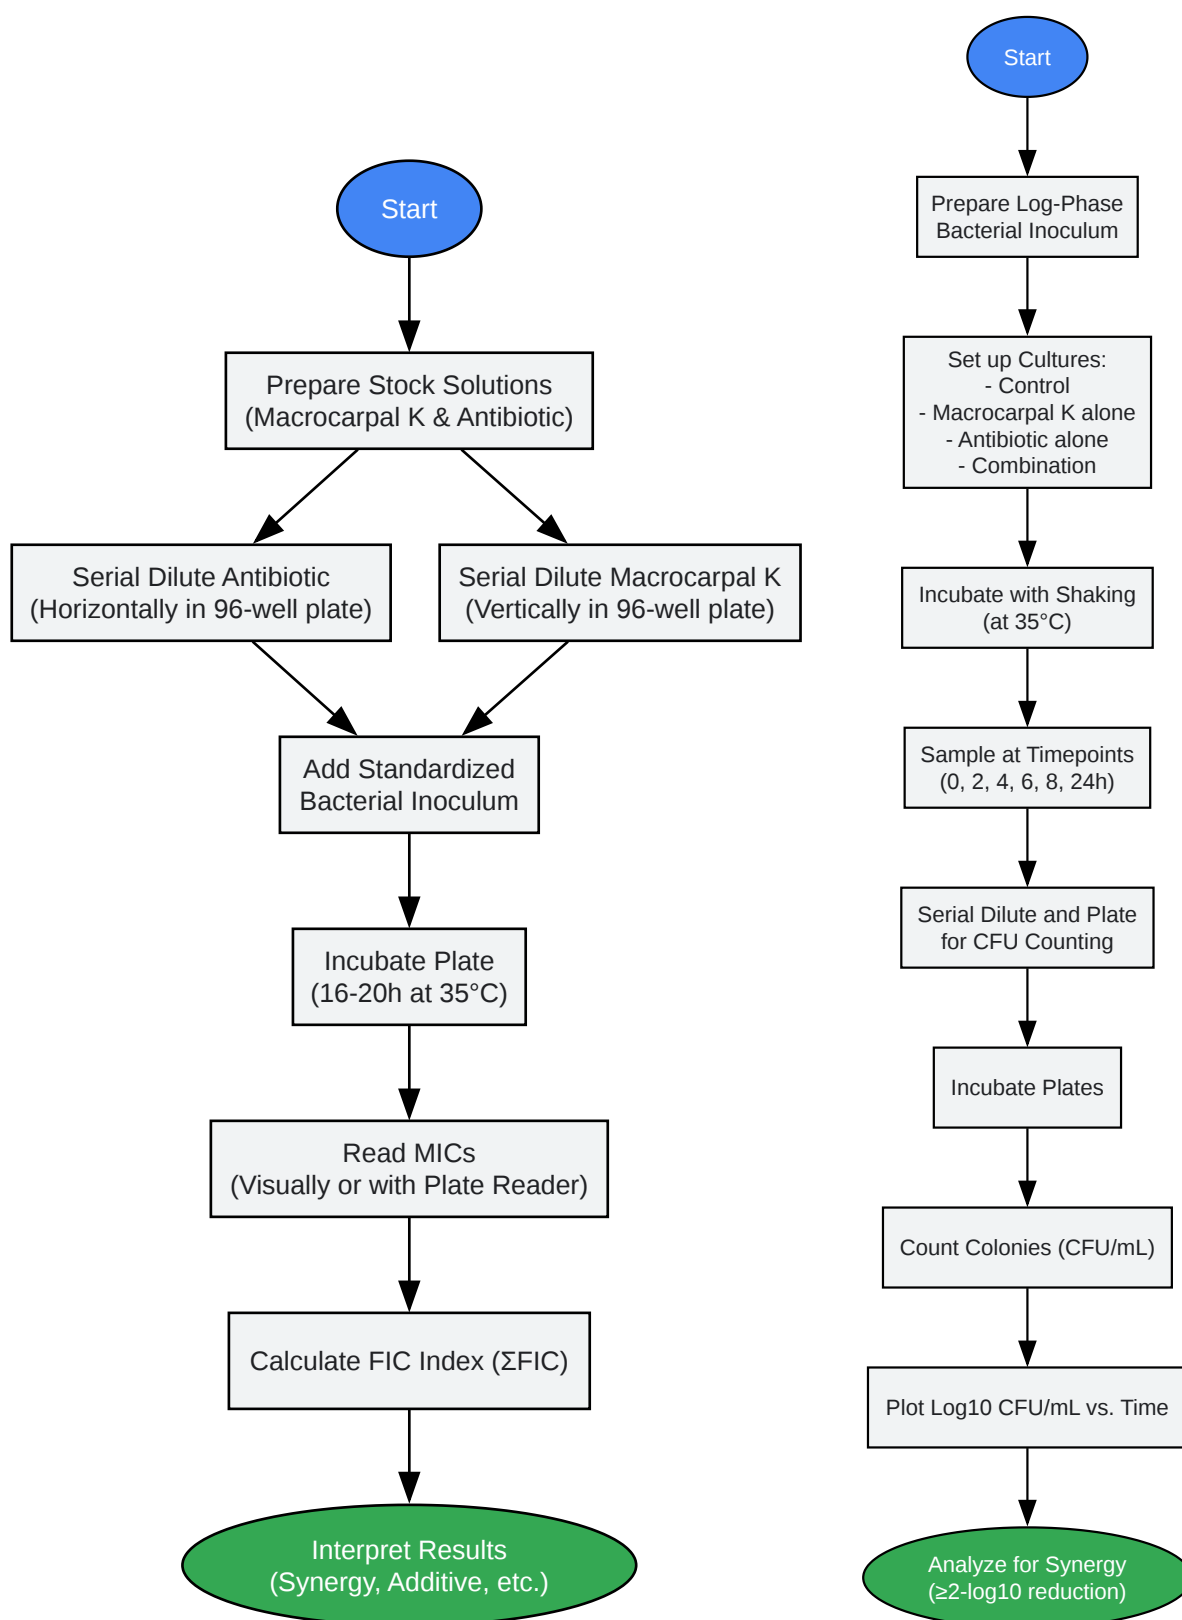 Start
Prepare Stock Solutions
(Macrocarpal K & Antibiotic)
Serial Dilute Antibiotic
(Horizontally in 96-well plate)
Serial Dilute Macrocarpal K
(Vertically in 96-well plate)
Add Standardized
Bacterial Inoculum
Incubate Plate
(16-20h at 35°C)
Read MICs
(Visually or with Plate Reader)
Calculate FIC Index (ΣFIC)
Interpret Results
(Synergy, Additive, etc.)
Start
Prepare Log-Phase
Bacterial Inoculum
Set up Cultures:
- Control
- Macrocarpal K alone
- Antibiotic alone
- Combination
Incubate with Shaking
(at 35°C)
Sample at Timepoints
(0, 2, 4, 6, 8, 24h)
Serial Dilute and Plate
for CFU Counting
Incubate Plates
Count Colonies (CFU/mL)
Plot Log10 CFU/mL vs. Time
Analyze for Synergy
(≥2-log10 reduction)